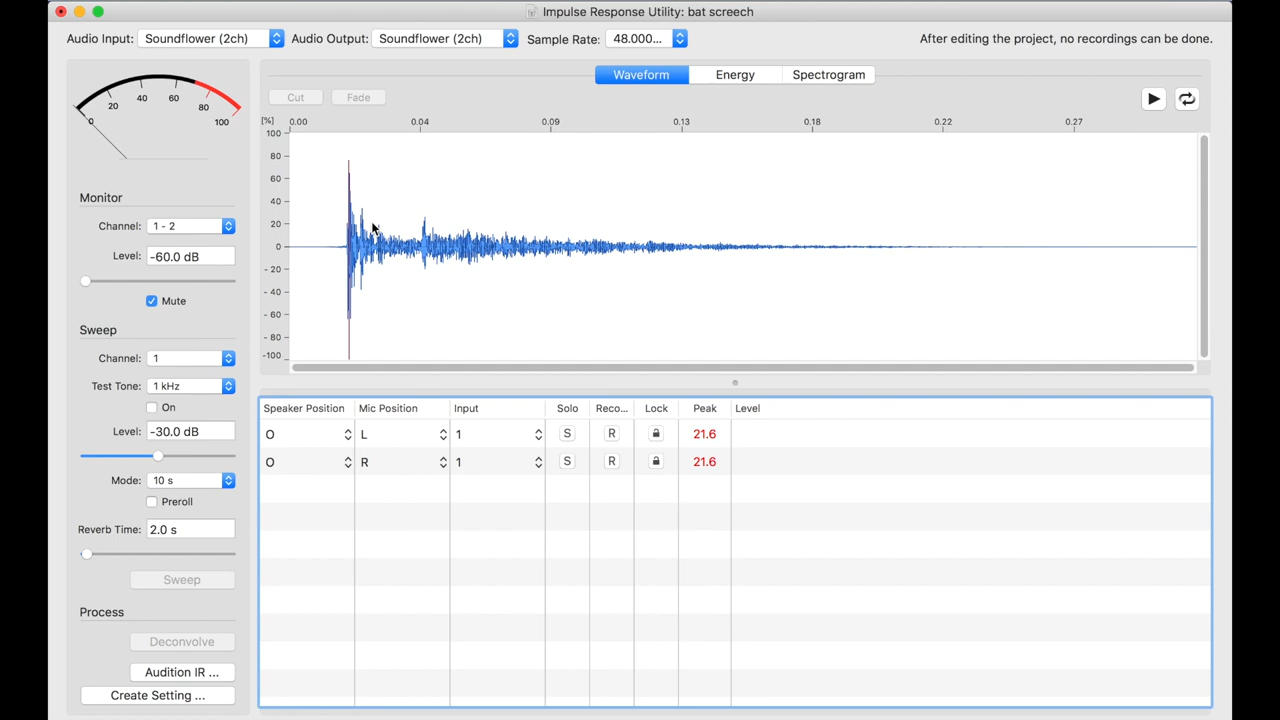 Impulse Response Utility: bat screech
Audio Input: Soundflower (2ch) Audio Output: Soundflower (2ch) Sample Rate: 48.000... After editing the project, no recordings can be done.
Waveform Energy Spectrogram
Cut Fade
0 20 40 60 80 100
[%] 0.00 0.04 0.09 0.13 0.18 0.22 0.27
100
80
60
40
20
0
- 20
- 40
- 60
- 80
-100
Monitor
Channel: 1 - 2
Level: -60.0 dB
Mute
Sweep
Channel: 1
Test Tone: 1 kHz
On
Level: -30.0 dB
Mode: 10 s
Preroll
Reverb Time: 2.0 s
Sweep
Process
Deconvolve
Audition IR ...
Create Setting ...
Speaker Position Mic Position Input Solo Reco... Lock Peak Level
O L 1 S R 21.6
O R 1 S R 21.6